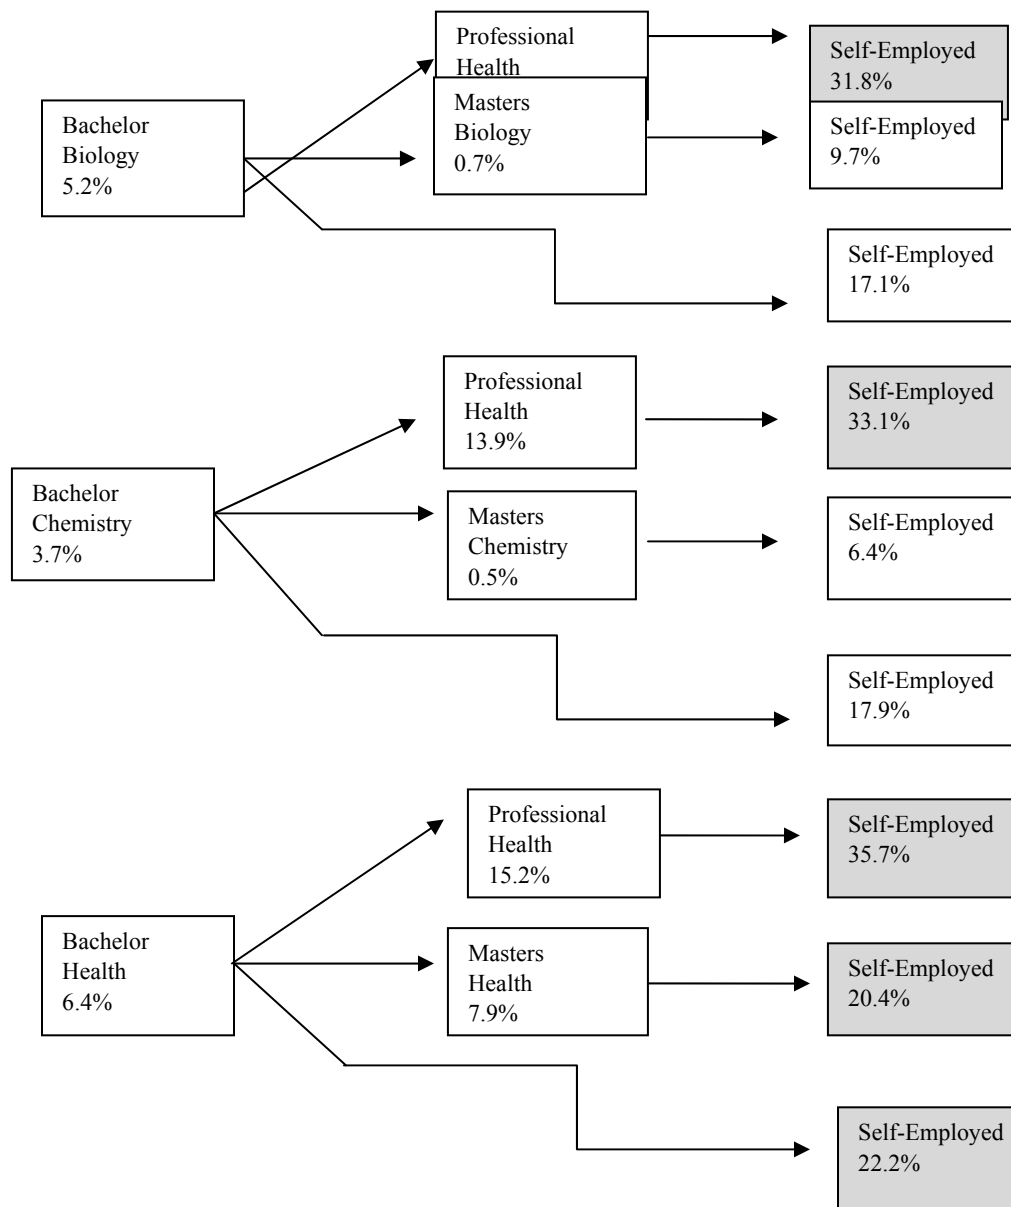 Professional
Health
Self-Employed
31.8%
Bachelor
Biology
5.2%
Masters
Biology
0.7%
Self-Employed
9.7%
Self-Employed
17.1%
Professional
Health
13.9%
Self-Employed
33.1%
Bachelor
Chemistry
3.7%
Masters
Chemistry
0.5%
Self-Employed
6.4%
Self-Employed
17.9%
Professional
Health
15.2%
Self-Employed
35.7%
Bachelor
Health
6.4%
Masters
Health
7.9%
Self-Employed
20.4%
Self-Employed
22.2%